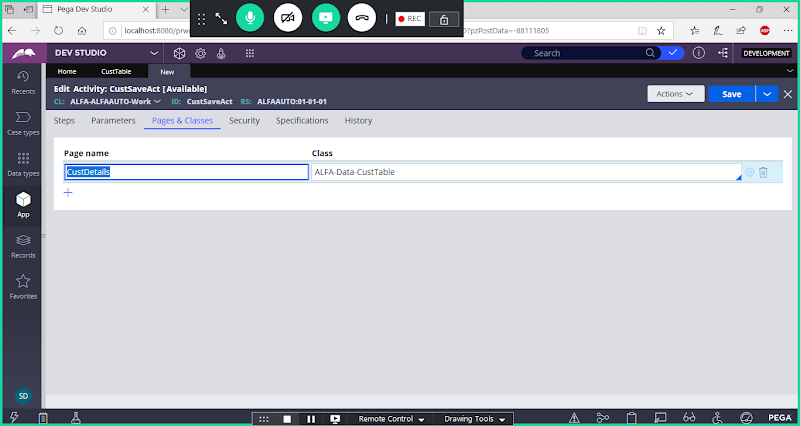 Pega Dev Studio
REC
localhost:8080/prwe
0?pzPostData=-88111805
ABP
DEV STUDIO
Search
DEVELOPMENT
Home
CustTable
New
Recents
Edit Activity: CustSaveAct [Available]
CL: ALFA-ALFAAUTO-Work
ID: CustSaveAct
RS: ALFAAUTO:01-01-01
Actions
Save
Steps
Parameters
Pages & Classes
Security
Specifications
History
Case types
Page name
Class
Data types
CustDetails
ALFA-Data-CustTable
App
Records
Favorites
SD
Remote Control
Drawing Tools
PEGA